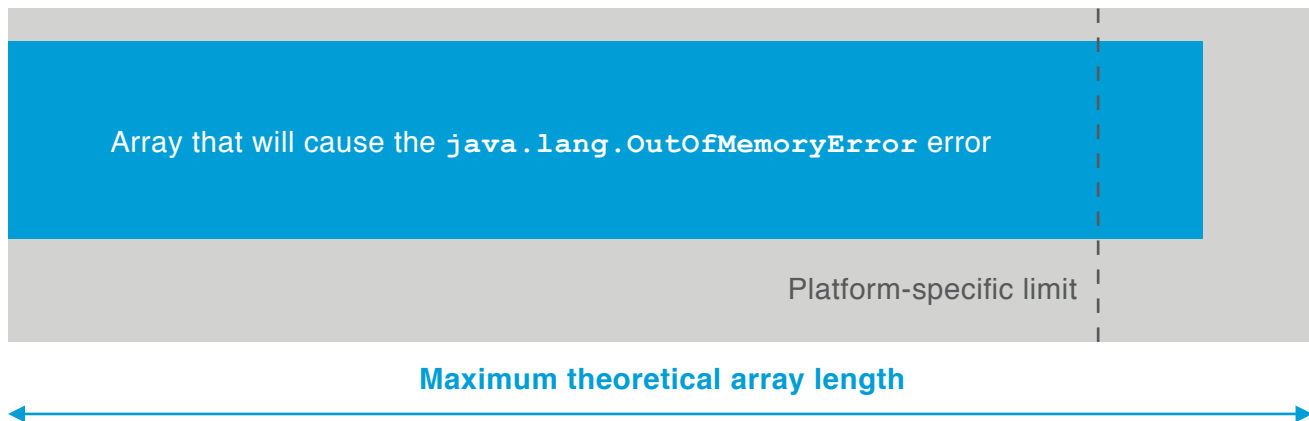 Array that will cause the java.lang.OutOfMemoryError error
Platform-specific limit
Maximum theoretical array length